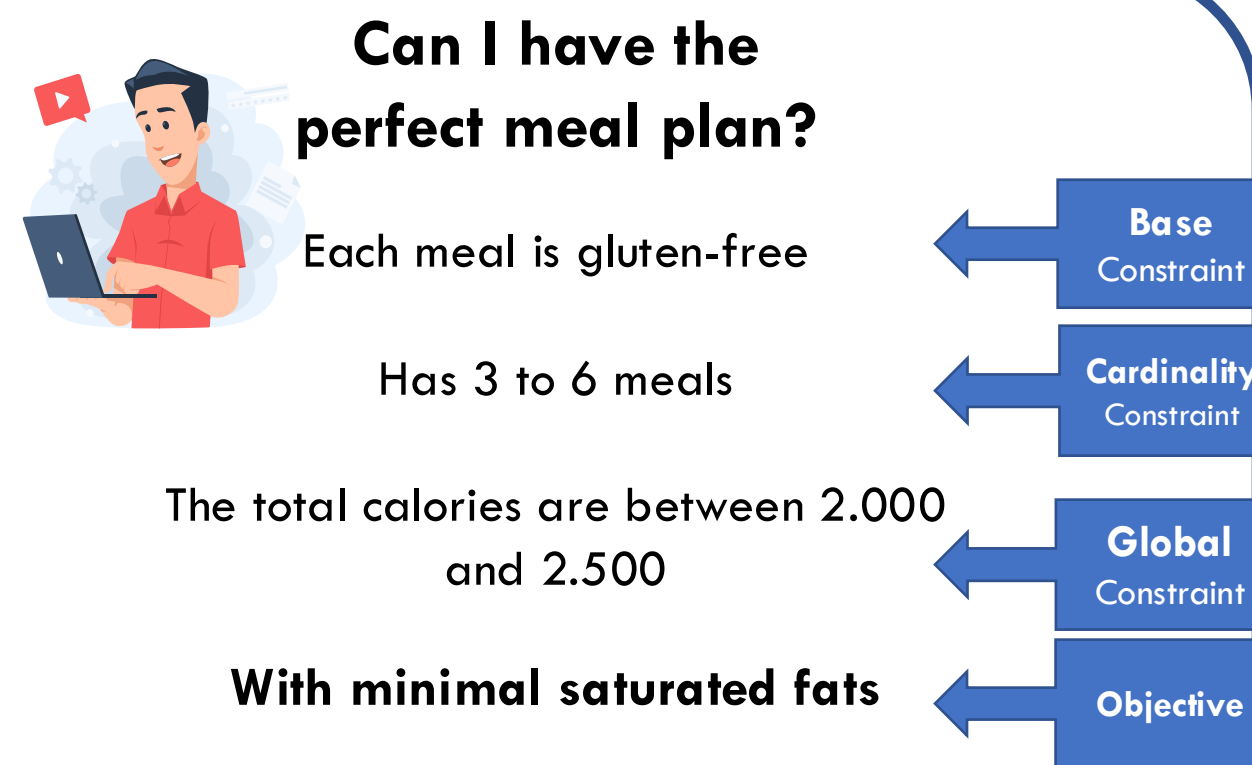 Can I have the
perfect meal plan?
Each meal is gluten-free
Base
Constraint
Has 3 to 6 meals
Cardinality
Constraint
The total calories are between 2.000
and 2.500
Global
Constraint
With minimal saturated fats
Objective